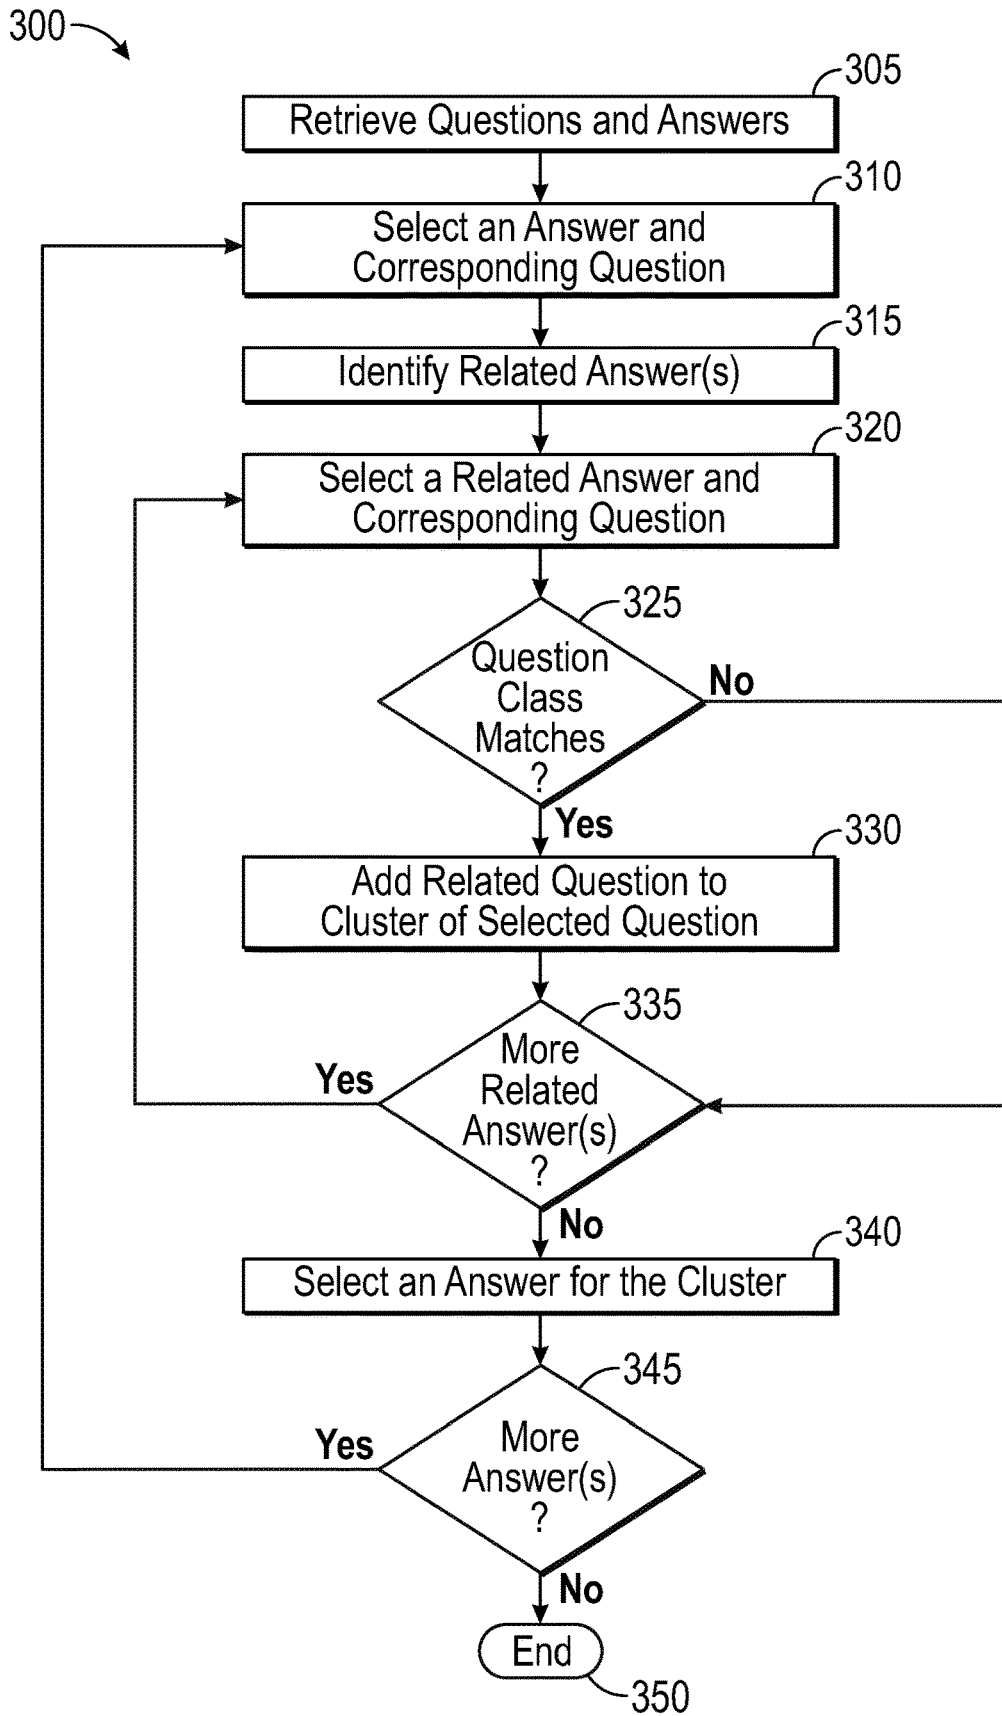 300
305
Retrieve Questions and Answers
310
Select an Answer and
Corresponding Question
315
Identify Related Answer(s)
320
Select a Related Answer and
Corresponding Question
325
Question
Class
Matches
?
No
Yes
330
Add Related Question to
Cluster of Selected Question
335
More
Related
Answer(s)
?
Yes
No
340
Select an Answer for the Cluster
345
More
Answer(s)
?
Yes
No
End
350